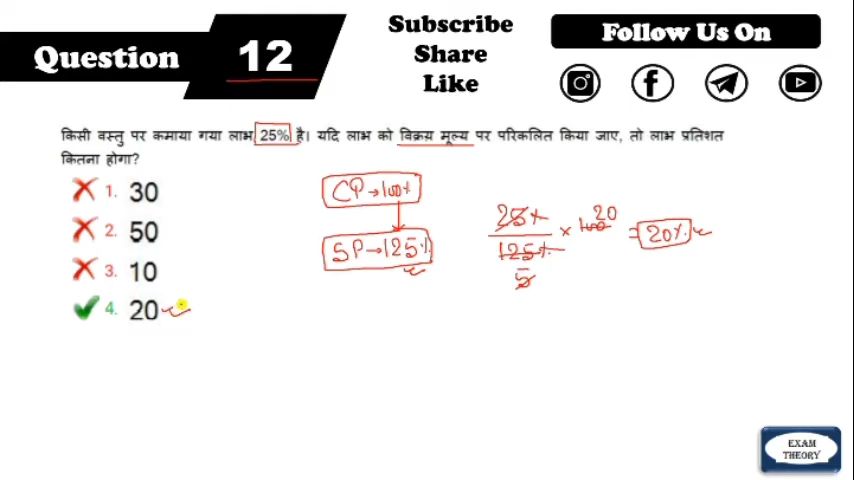 Question 12
Subscribe
Share
Like
Follow Us On
किसी वस्तु पर कमाया गया लाभ 25% है। यदि लाभ को विक्रय मूल्य पर परिकलित किया जाए, तो लाभ प्रतिशत
कितना होगा?
1. 30
2. 50
3. 10
4. 20
CP→100%
SP→125%
25% / 125% × 100 = 20%
20
5
EXAM
THEORY